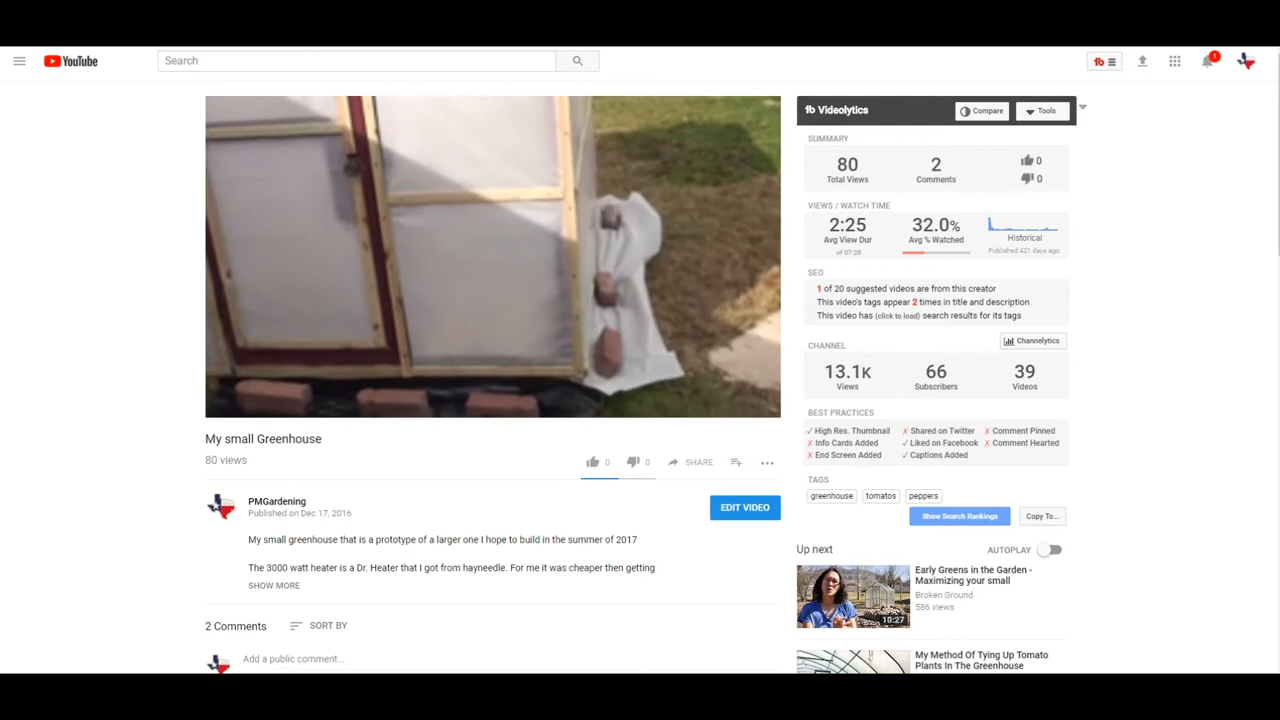 YouTube
Search
1
My small Greenhouse
80 views
0 0 SHARE
PMGardening
Published on Dec 17, 2016
EDIT VIDEO
My small greenhouse that is a prototype of a larger one I hope to build in the summer of 2017
The 3000 watt heater is a Dr. Heater that I got from hayneedle. For me it was cheaper then getting
SHOW MORE
2 Comments SORT BY
Add a public comment...
Videolytics Compare Tools
SUMMARY
80 2 0
Total Views Comments 0
VIEWS / WATCH TIME
2:25 32.0%
Avg View Dur Avg % Watched Historical
of 07:28 Published 421 days ago
SEO
1 of 20 suggested videos are from this creator
This video's tags appear 2 times in title and description
This video has (click to load) search results for its tags
CHANNEL Channelytics
13.1K 66 39
Views Subscribers Videos
BEST PRACTICES
✓ High Res. Thumbnail ✗ Shared on Twitter ✗ Comment Pinned
✗ Info Cards Added ✓ Liked on Facebook ✗ Comment Hearted
✗ End Screen Added ✓ Captions Added
TAGS
greenhouse tomatos peppers
Show Search Rankings Copy To...
Up next AUTOPLAY
Early Greens in the Garden -
Maximizing your small
Broken Ground
586 views
10:27
My Method Of Tying Up Tomato
Plants In The Greenhouse